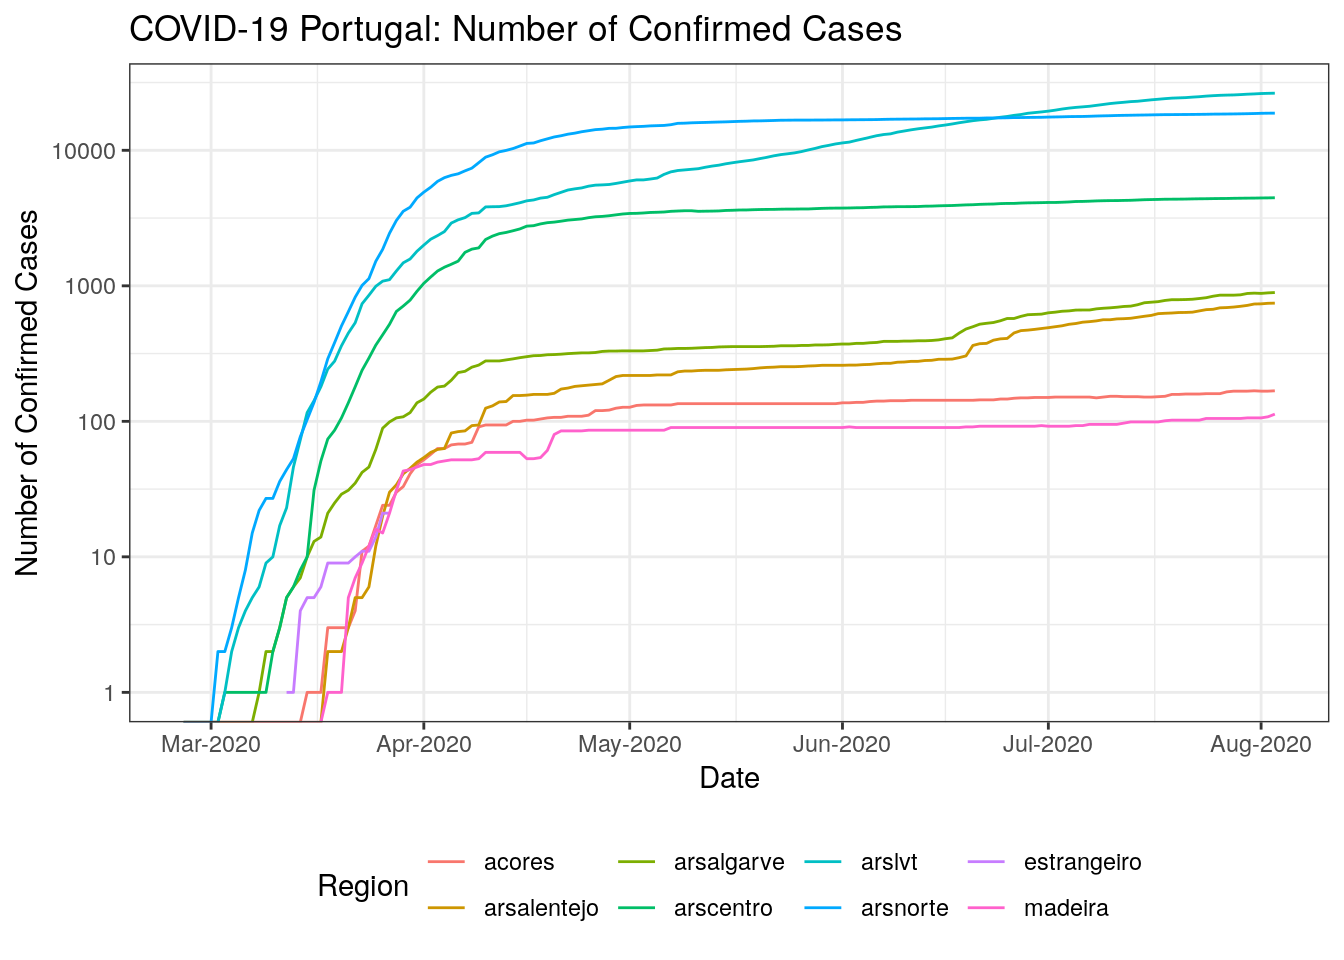 COVID-19 Portugal: Number of Confirmed Cases
Number of Confirmed Cases
10000
1000
100
10
1
Mar-2020 Apr-2020 May-2020 Jun-2020 Jul-2020 Aug-2020
Date
Region
acores arsalgarve arslvt estrangeiro
arsalentejo arscentro arsnorte madeira